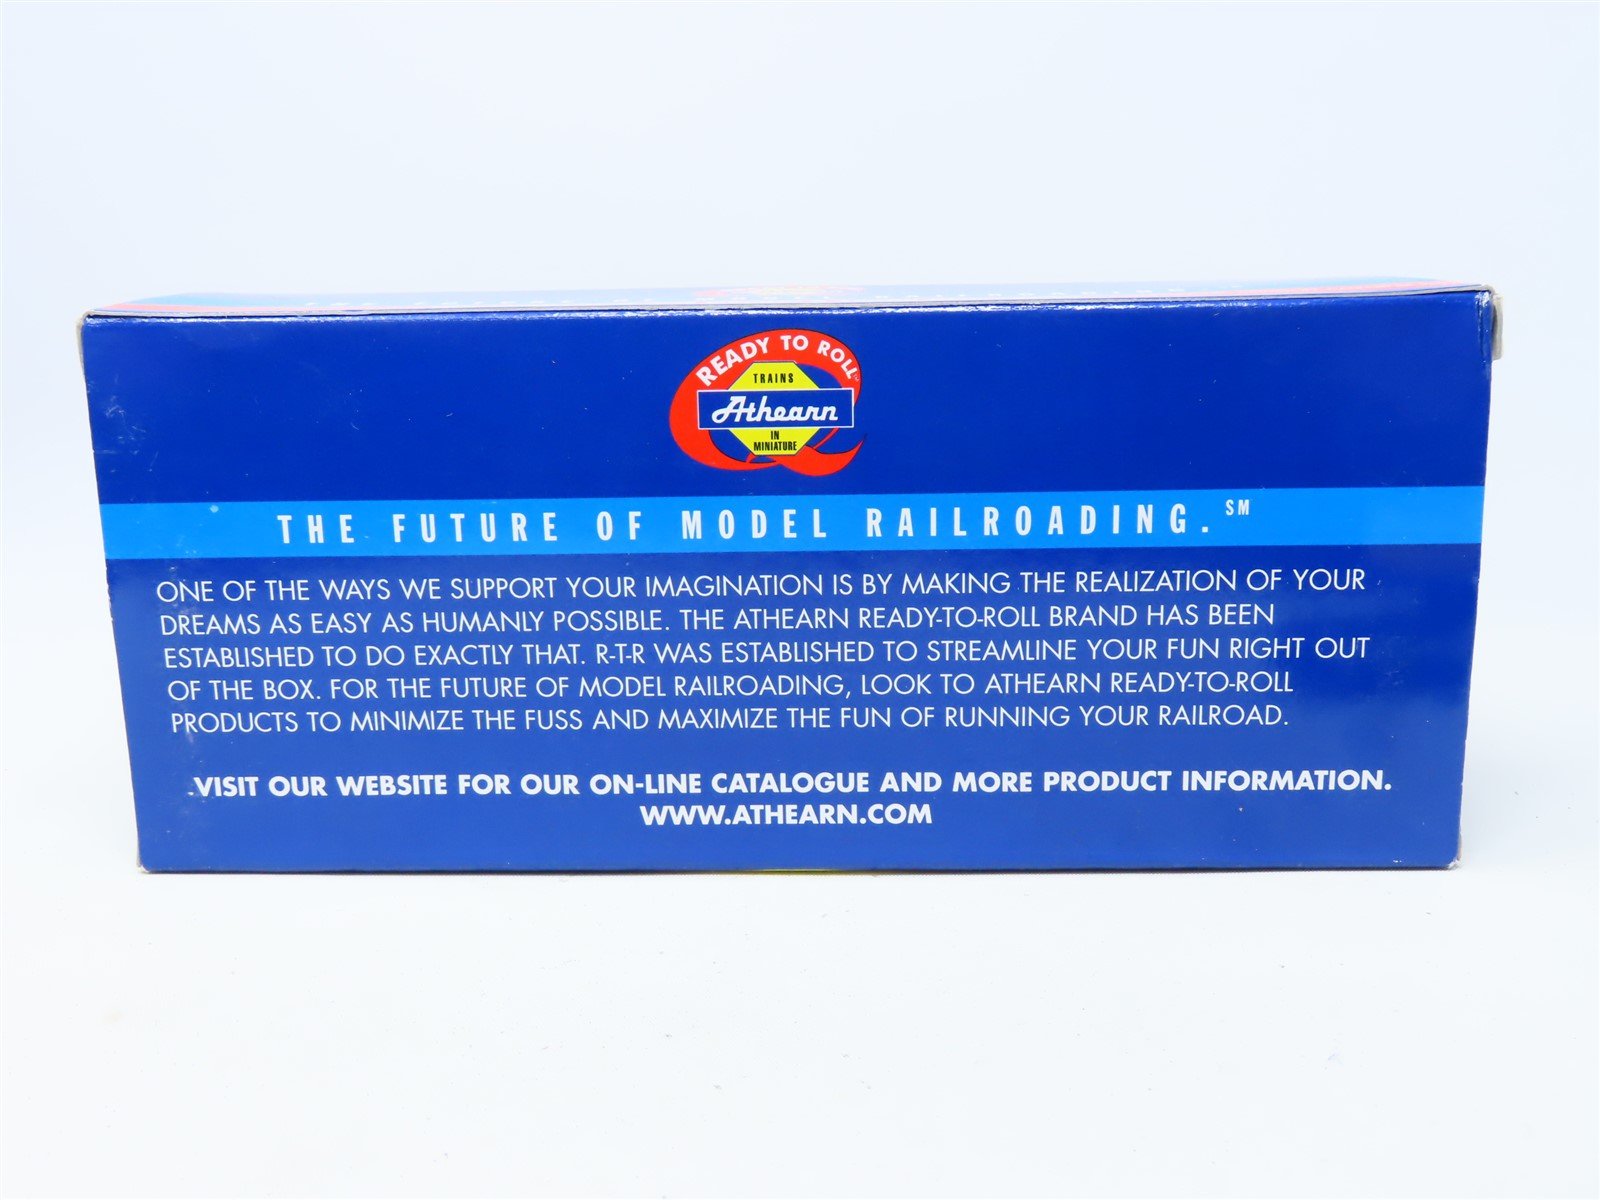 READY TO ROLL™
TRAINS
Athearn
IN
MINIATURE
THE FUTURE OF MODEL RAILROADING.℠
ONE OF THE WAYS WE SUPPORT YOUR IMAGINATION IS BY MAKING THE REALIZATION OF YOUR
DREAMS AS EASY AS HUMANLY POSSIBLE. THE ATHEARN READY-TO-ROLL BRAND HAS BEEN
ESTABLISHED TO DO EXACTLY THAT. R-T-R WAS ESTABLISHED TO STREAMLINE YOUR FUN RIGHT OUT
OF THE BOX. FOR THE FUTURE OF MODEL RAILROADING, LOOK TO ATHEARN READY-TO-ROLL
PRODUCTS TO MINIMIZE THE FUSS AND MAXIMIZE THE FUN OF RUNNING YOUR RAILROAD.
VISIT OUR WEBSITE FOR OUR ON-LINE CATALOGUE AND MORE PRODUCT INFORMATION.
WWW.ATHEARN.COM